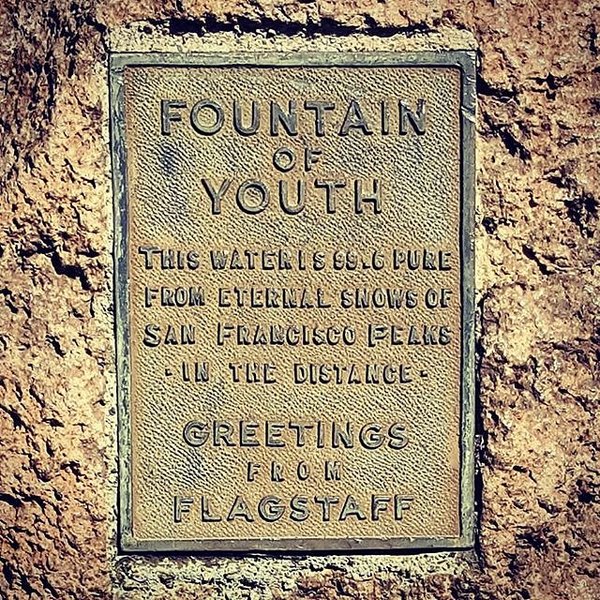 FOUNTAIN
OF
YOUTH
THIS WATER IS 99.6 PURE
FROM ETERNAL SNOWS OF
SAN FRANCISCO PEAKS
- IN THE DISTANCE -
GREETINGS
FROM
FLAGSTAFF